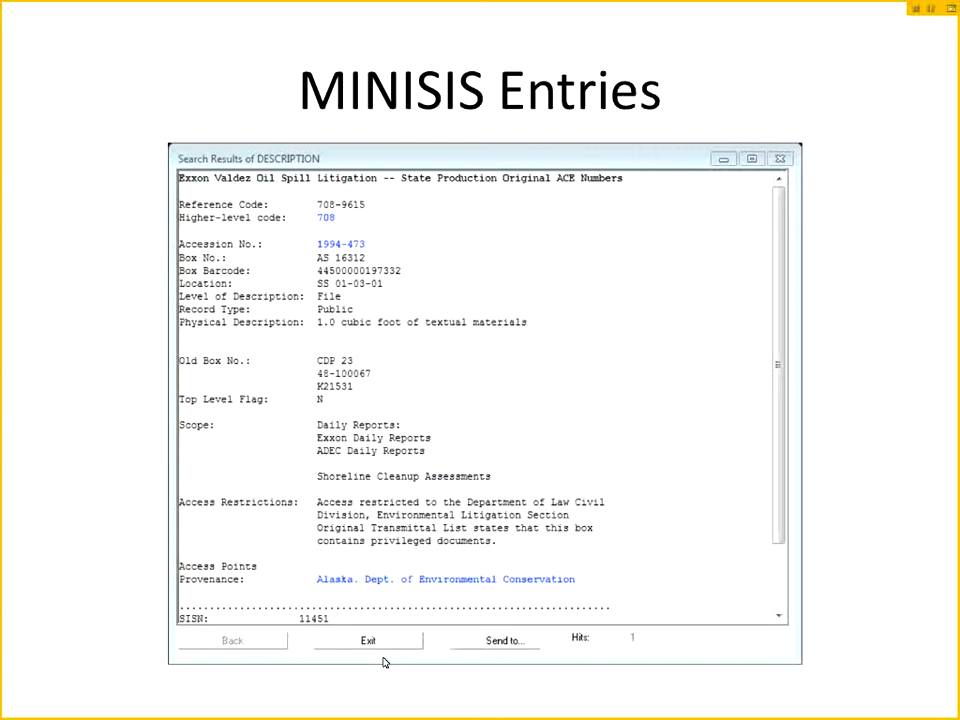 MINISIS Entries
Search Results of DESCRIPTION
Exxon Valdez Oil Spill Litigation -- State Production Original ACE Numbers
Reference Code: 708-9615
Higher-level code: 708
Accession No.: 1994-473
Box No.: AS 16312
Box Barcode: 44500000197332
Location: SS 01-03-01
Level of Description: File
Record Type: Public
Physical Description: 1.0 cubic foot of textual materials
Old Box No.: CDP 23
48-100067
K21531
Top Level Flag: N
Scope: Daily Reports:
Exxon Daily Reports
ADEC Daily Reports
Shoreline Cleanup Assessments
Access Restrictions: Access restricted to the Department of Law Civil
Division, Environmental Litigation Section
Original Transmittal List states that this box
contains privileged documents.
Access Points
Provenance: Alaska. Dept. of Environmental Conservation
......................................................................
SISN: 11451
Back Exit Send to... Hits: 1